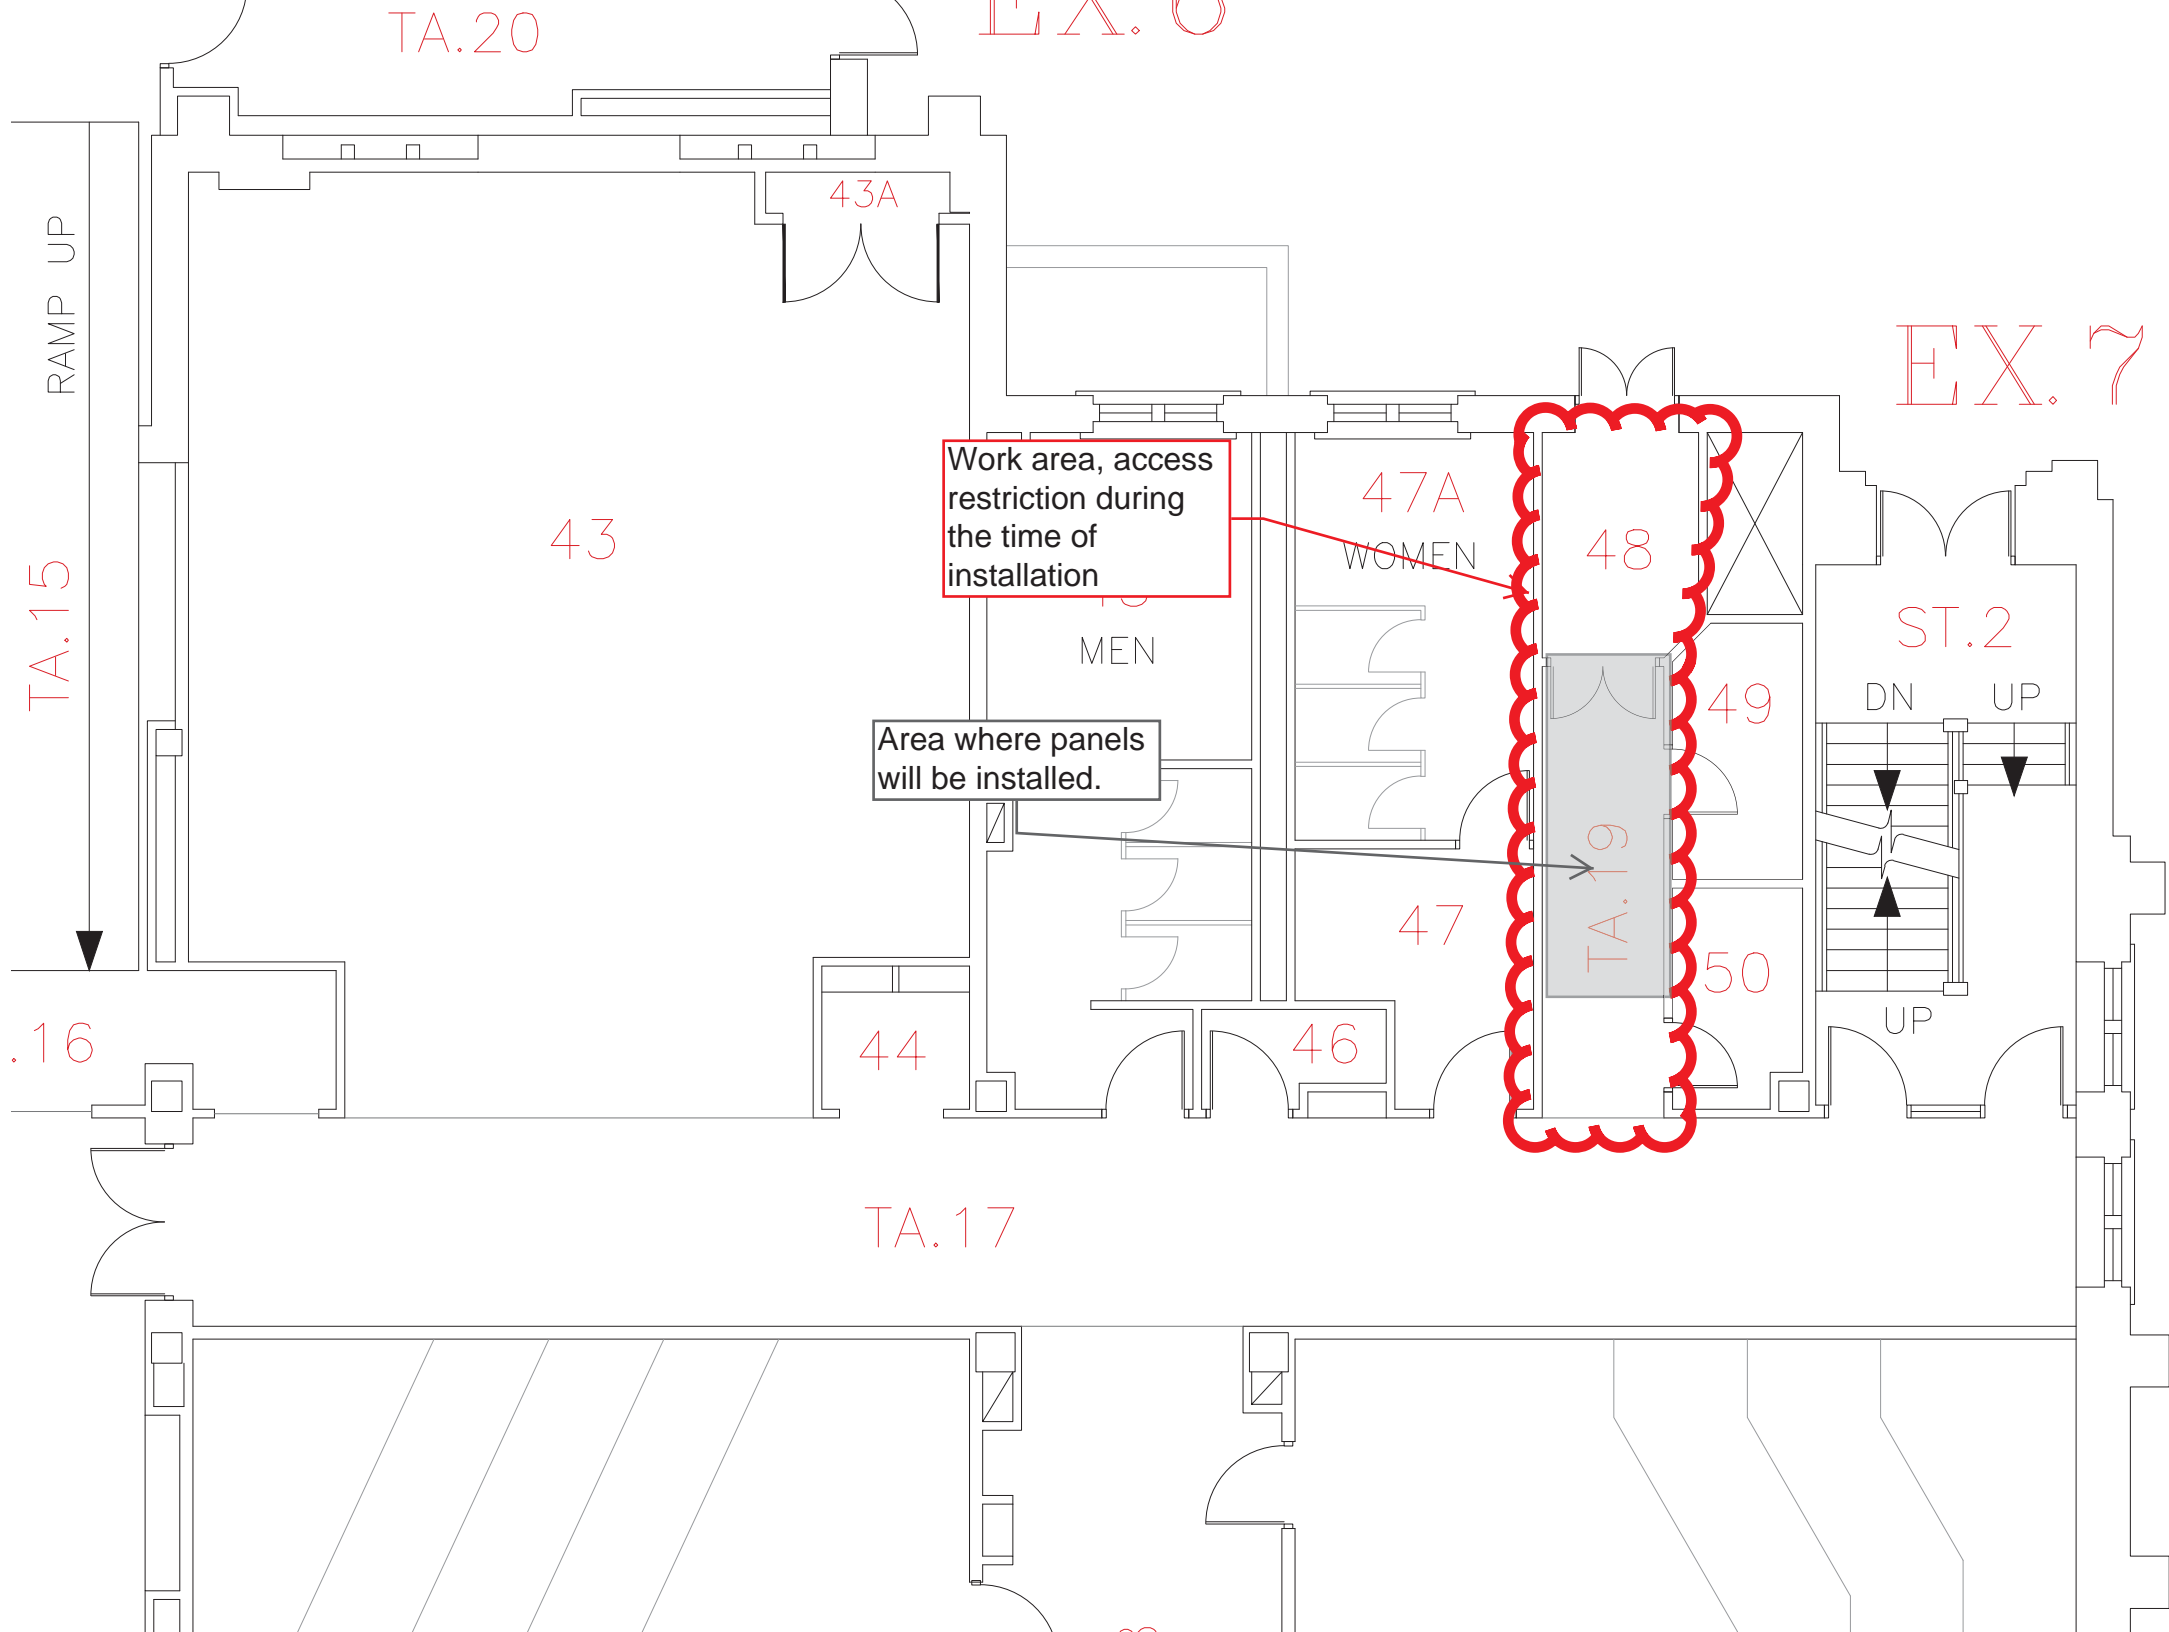 TA.20
EX.6
43A
RAMP UP
EX.7
Work area, access
restriction during
the time of
installation
47A
WOMEN
43
48
TA.15
MEN
ST.2
49
DN
UP
Area where panels
will be installed.
TA.19
47
50
.16
44
46
UP
TA.17